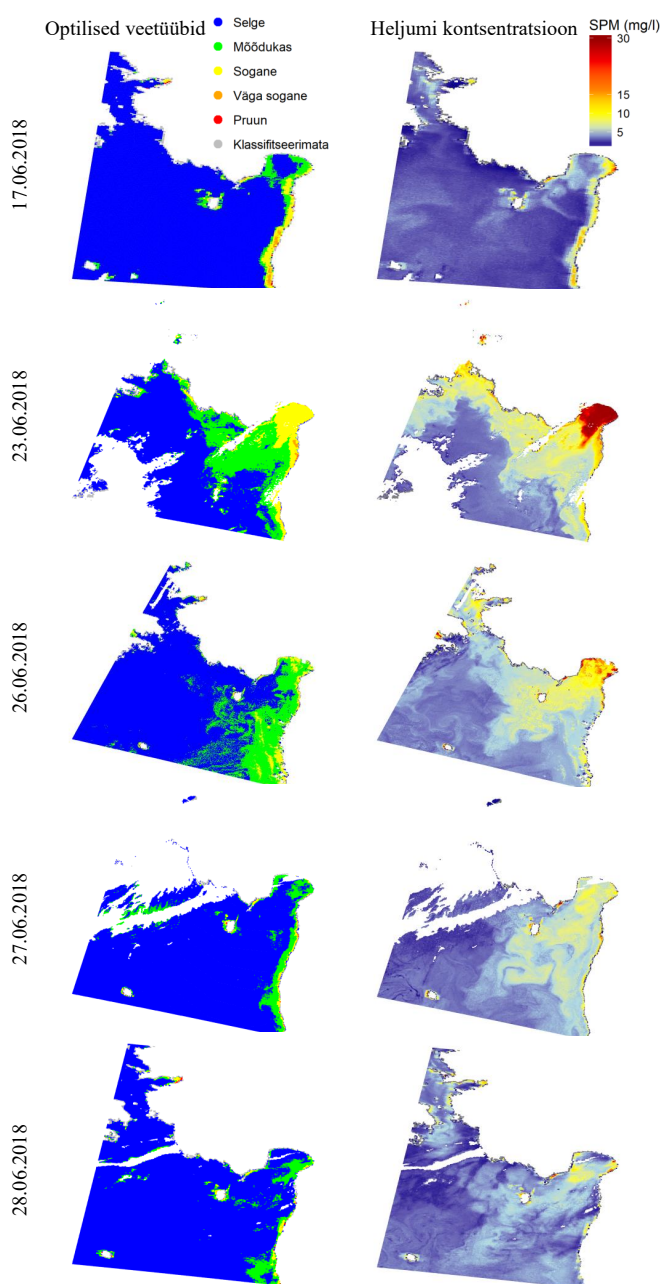 Optilised veetüübid
Selge
Mõõdukas
Sogane
Väga sogane
Pruun
Klassifitseerimata
Heljumi kontsentratsioon
SPM (mg/l)
30
15
10
5
17.06.2018
23.06.2018
26.06.2018
27.06.2018
28.06.2018